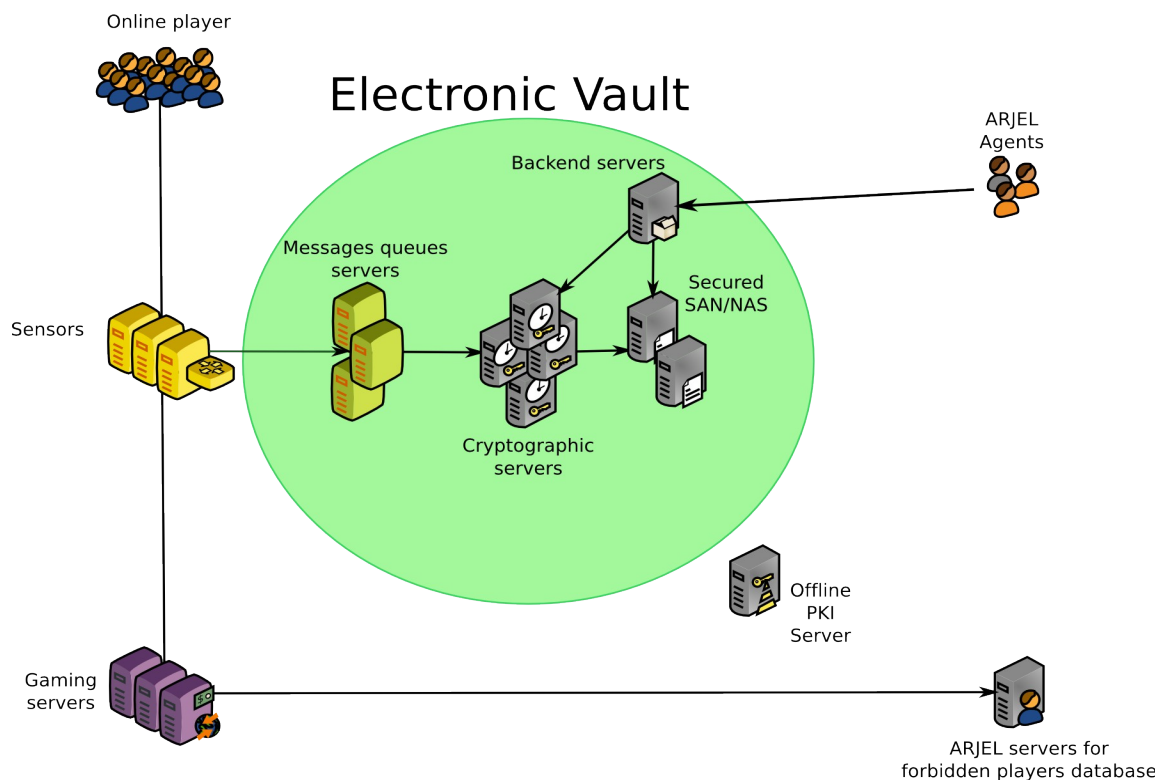 Online player
Electronic Vault
ARJEL
Agents
Backend servers
Messages queues
servers
Secured
SAN/NAS
Sensors
Cryptographic
servers
Offline
PKI
Server
Gaming
servers
ARJEL servers for
forbidden players database